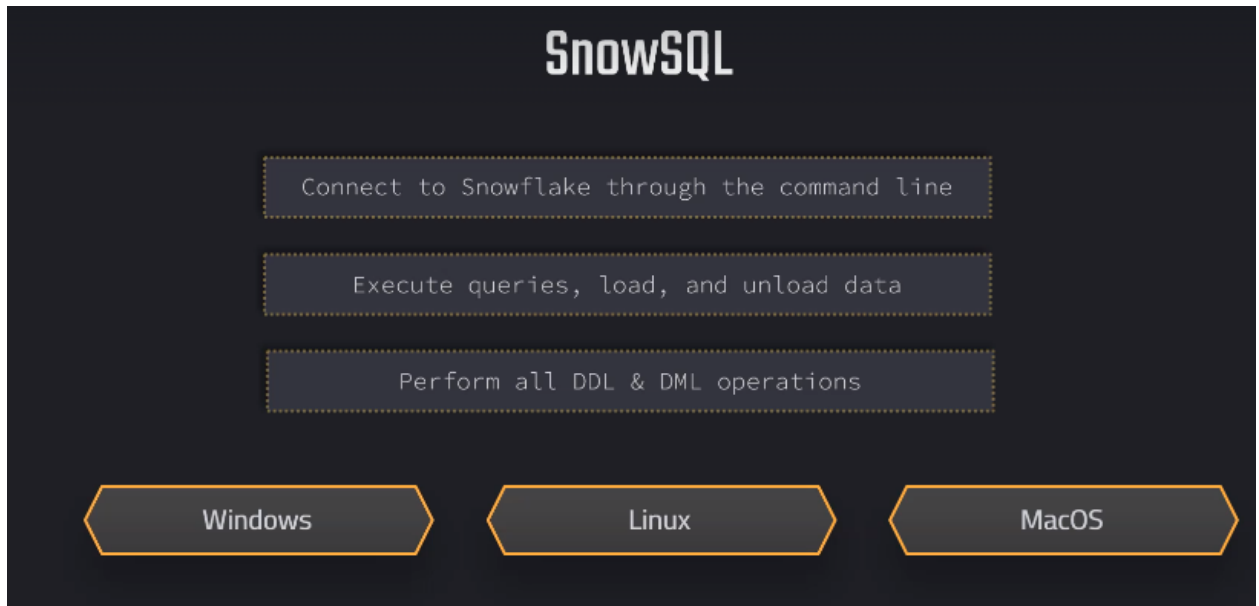 SnowSQL
Connect to Snowflake through the command line
Execute queries, load, and unload data
Perform all DDL & DML operations
Windows
Linux
MacOS